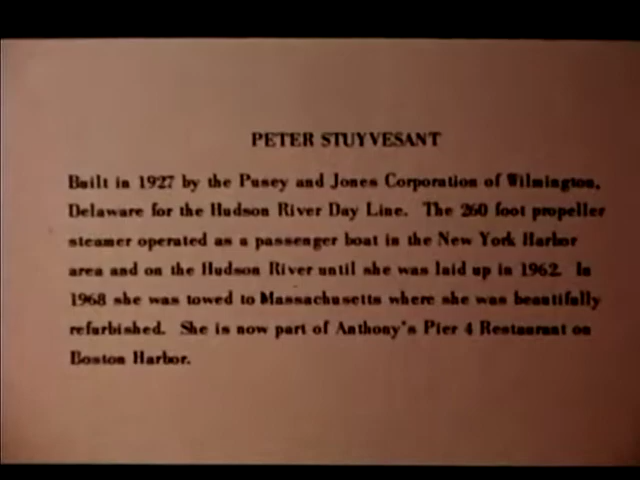 PETER STUYVESANT
Built in 1927 by the Pusey and Jones Corporation of Wilmington,
Delaware for the Hudson River Day Line. The 260 foot propeller
steamer operated as a passenger boat in the New York Harbor
area and on the Hudson River until she was laid up in 1962. In
1968 she was towed to Massachusetts where she was beautifully
refurbished. She is now part of Anthony's Pier 4 Restaurant on
Boston Harbor.